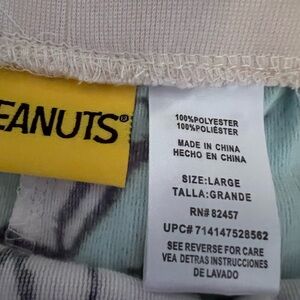 EANUTS®
100%POLYESTER
100%POLIÉSTER
MADE IN CHINA
HECHO EN CHINA
SIZE:LARGE
TALLA:GRANDE
RN# 82457
UPC# 714147528562
SEE REVERSE FOR CARE
VEA DETRAS INSTRUCCIONES
DE LAVADO